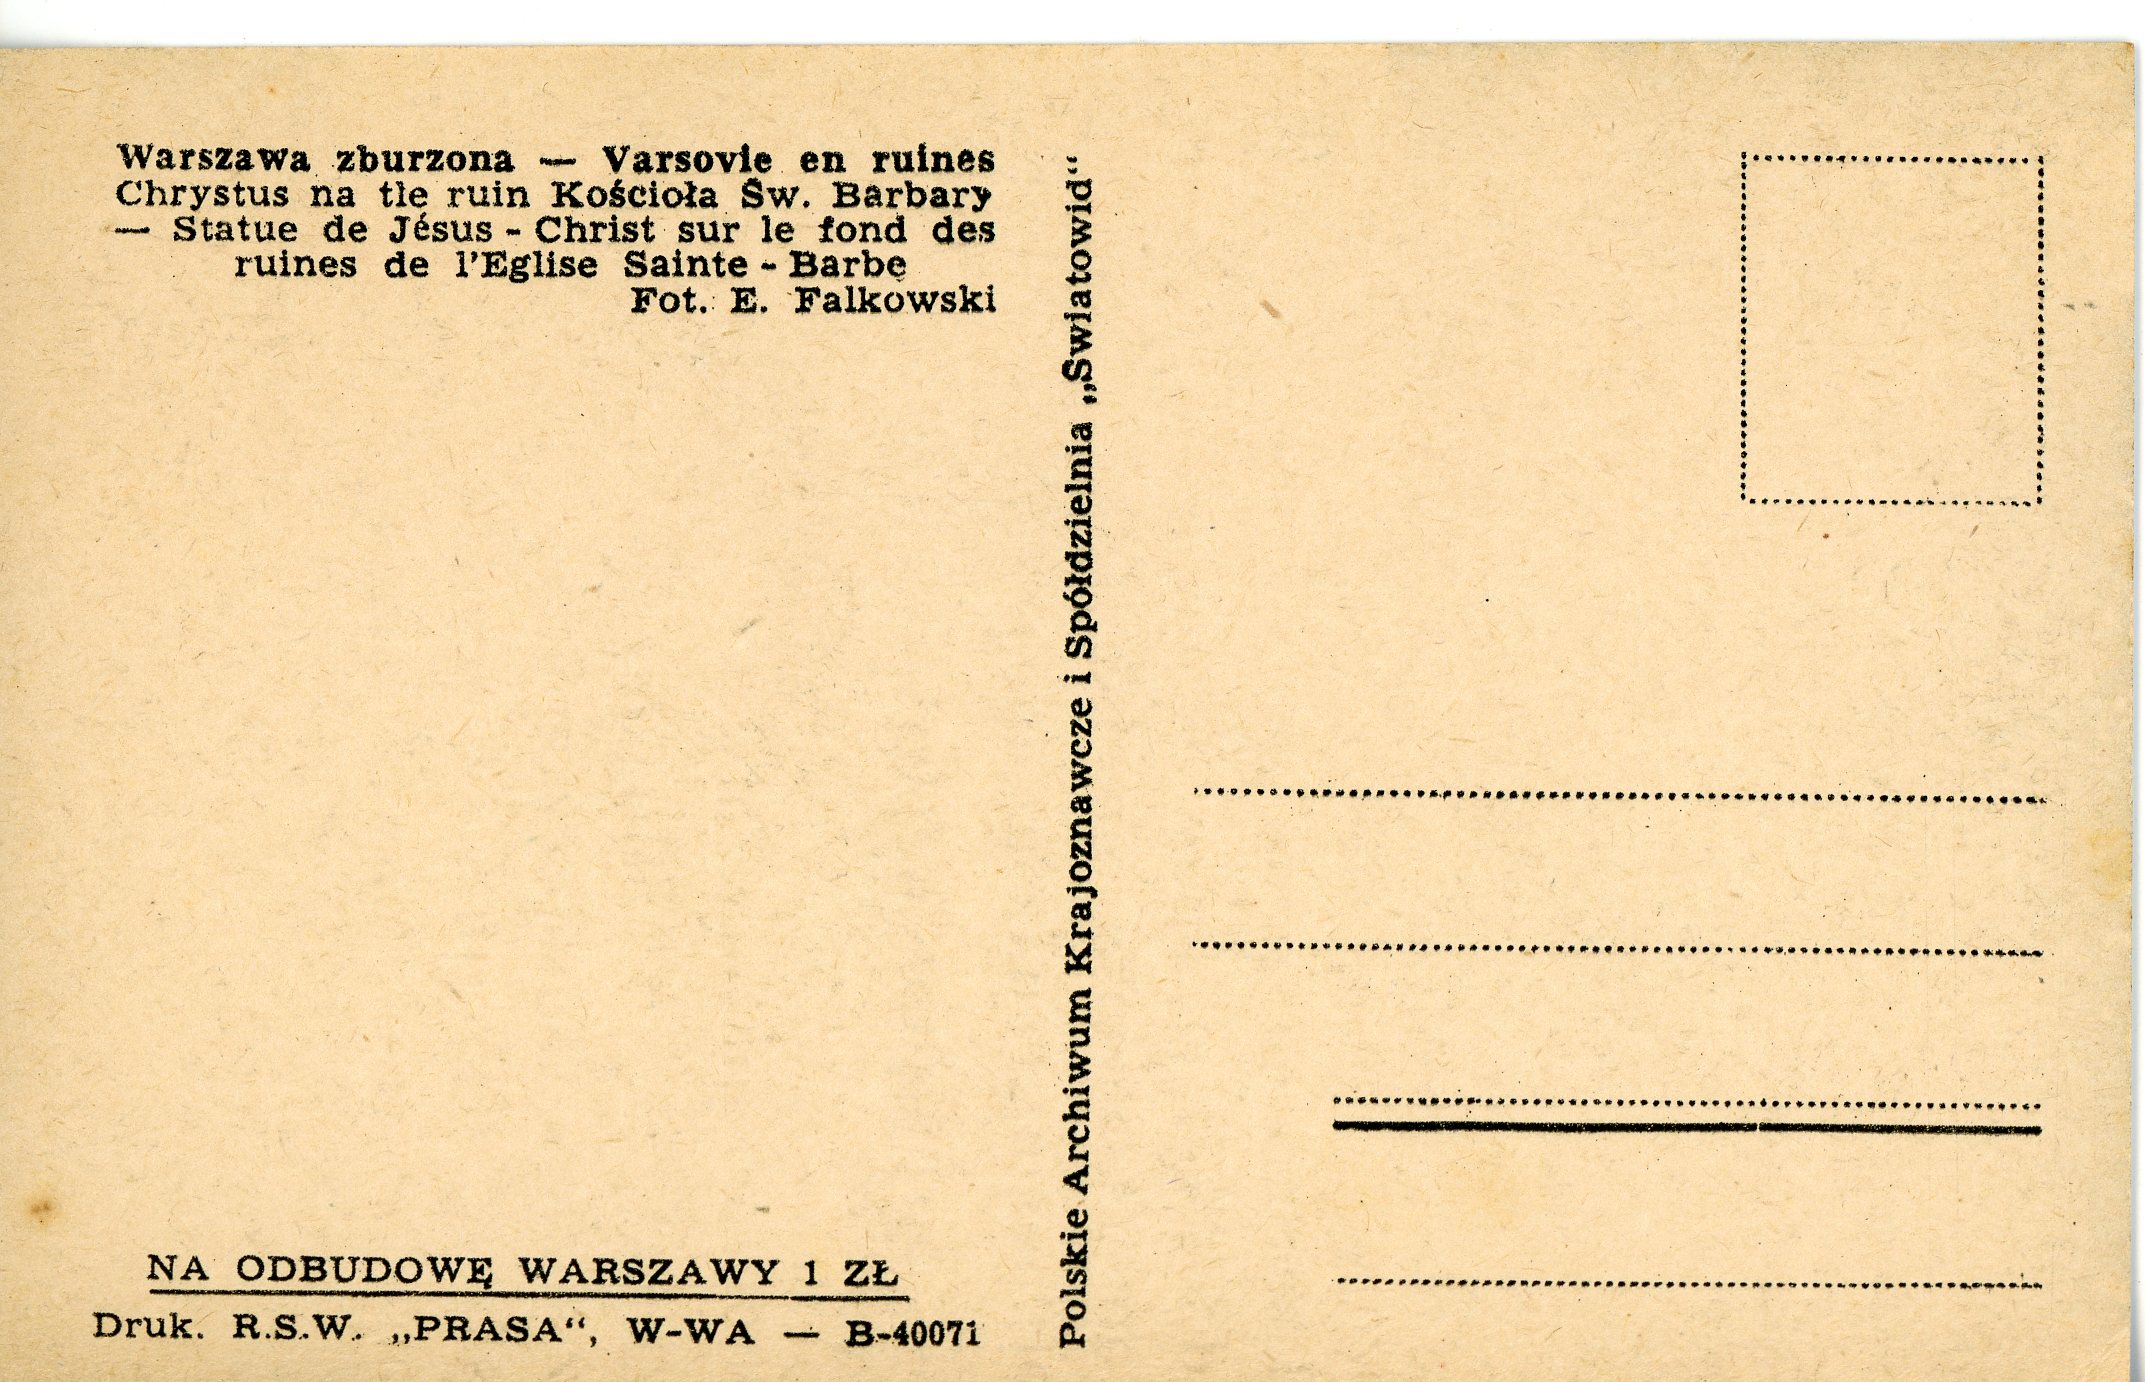 Warszawa zburzona — Varsovie en ruines
Chrystus na tle ruin Kościoła Św. Barbary
— Statue de Jésus - Christ sur le fond des
ruines de l'Eglise Sainte - Barbe
Fot. E. Falkowski
Polskie Archiwum Krajoznawcze i Spółdzielnia „Światowid“
NA ODBUDOWĘ WARSZAWY 1 ZŁ
Druk. R.S.W. „PRASA“, W-WA — B-40071